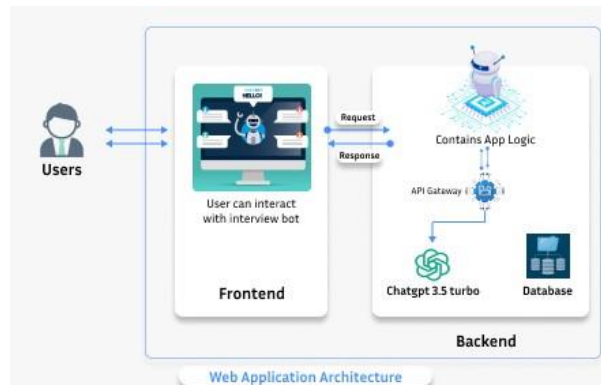 Users
HELLO!
User can interact
with interview bot
Frontend
Request
Response
Contains App Logic
API Gateway
Chatgpt 3.5 turbo
Database
Backend
Web Application Architecture